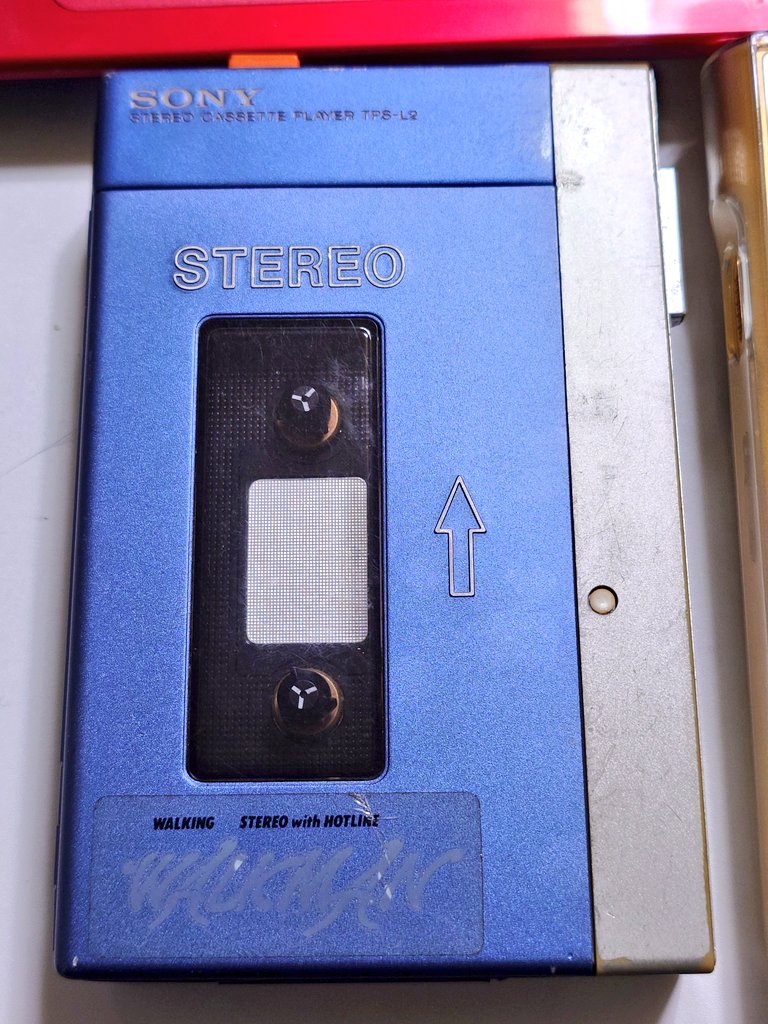 SONY
STEREO CASSETTE PLAYER TPS-L2
STEREO
WALKING STEREO with HOTLINE
WALKMAN